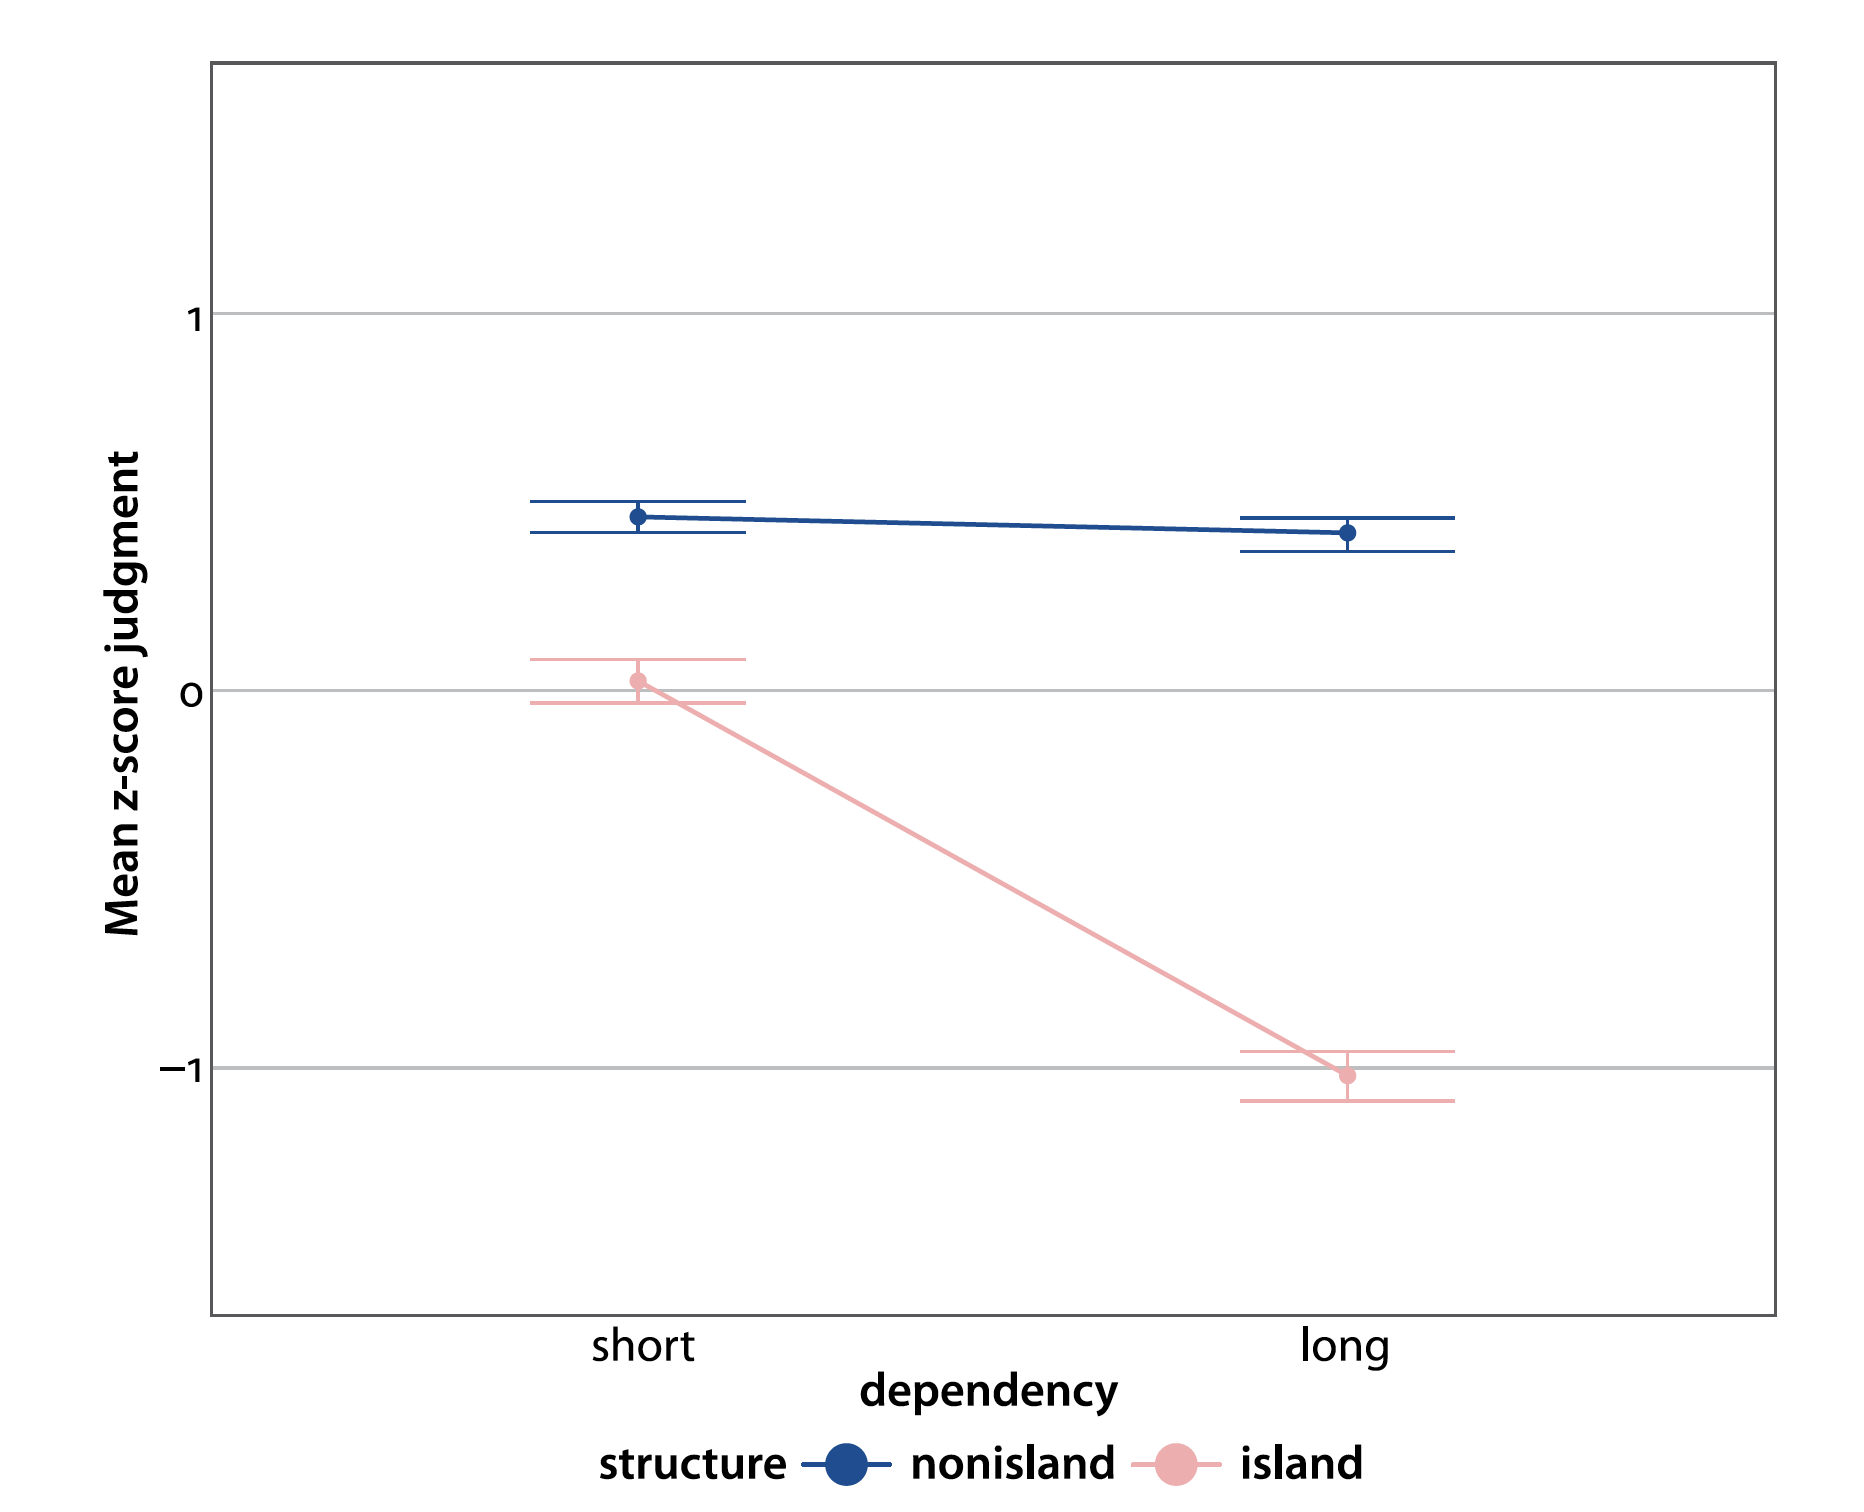 Mean z-score judgment
1
0
−1
short long
dependency
structure nonisland island